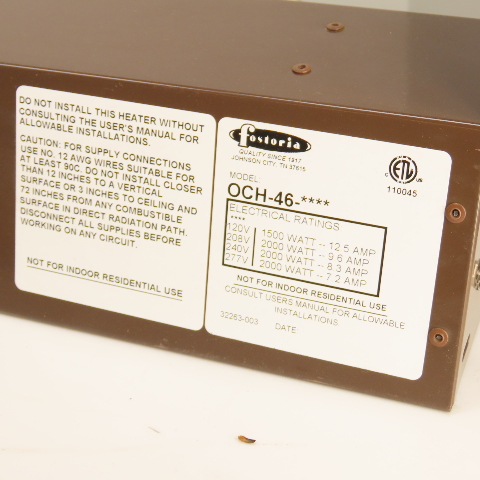 DO NOT INSTALL THIS HEATER WITHOUT
CONSULTING THE USER'S MANUAL FOR
ALLOWABLE INSTALLATIONS.
CAUTION: FOR SUPPLY CONNECTIONS
USE NO. 12 AWG WIRES SUITABLE FOR
AT LEAST 90C. DO NOT INSTALL CLOSER
THAN 12 INCHES TO A VERTICAL
SURFACE OR 3 INCHES TO CEILING AND
72 INCHES FROM ANY COMBUSTIBLE
SURFACE IN DIRECT RADIATION PATH.
DISCONNECT ALL SUPPLIES BEFORE
WORKING ON ANY CIRCUIT.
NOT FOR INDOOR RESIDENTIAL USE
fostoria
QUALITY SINCE 1917
JOHNSON CITY, TN 37615
C ETL US
110045
MODEL:
OCH-46-****
ELECTRICAL RATINGS
****
120V 1500 WATT -- 12.5 AMP
208V 2000 WATT -- 9.6 AMP
240V 2000 WATT -- 8.3 AMP
277V 2000 WATT -- 7.2 AMP
NOT FOR INDOOR RESIDENTIAL USE
CONSULT USERS MANUAL FOR ALLOWABLE
INSTALLATIONS
32263-003 DATE